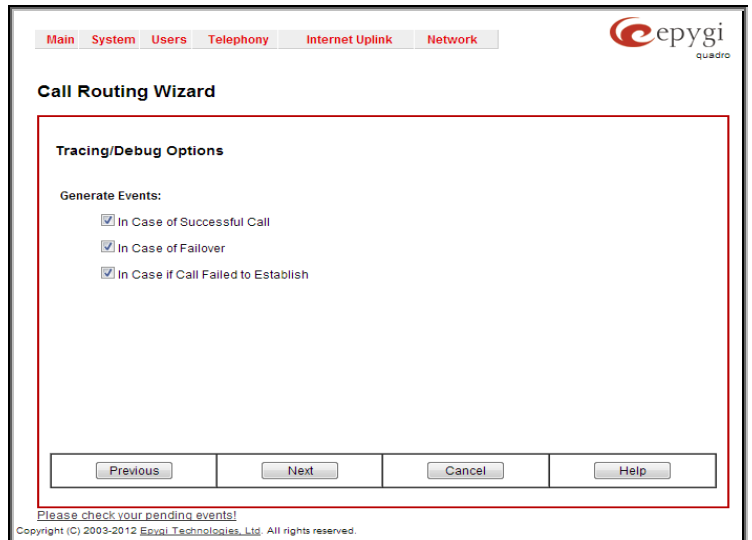 Main System Users Telephony Internet Uplink Network
epygi
quadro
Call Routing Wizard
Tracing/Debug Options
Generate Events:
In Case of Successful Call
In Case of Failover
In Case if Call Failed to Establish
Previous Next Cancel Help
Please check your pending events!
Copyright (C) 2003-2012 Epygi Technologies, Ltd. All rights reserved.